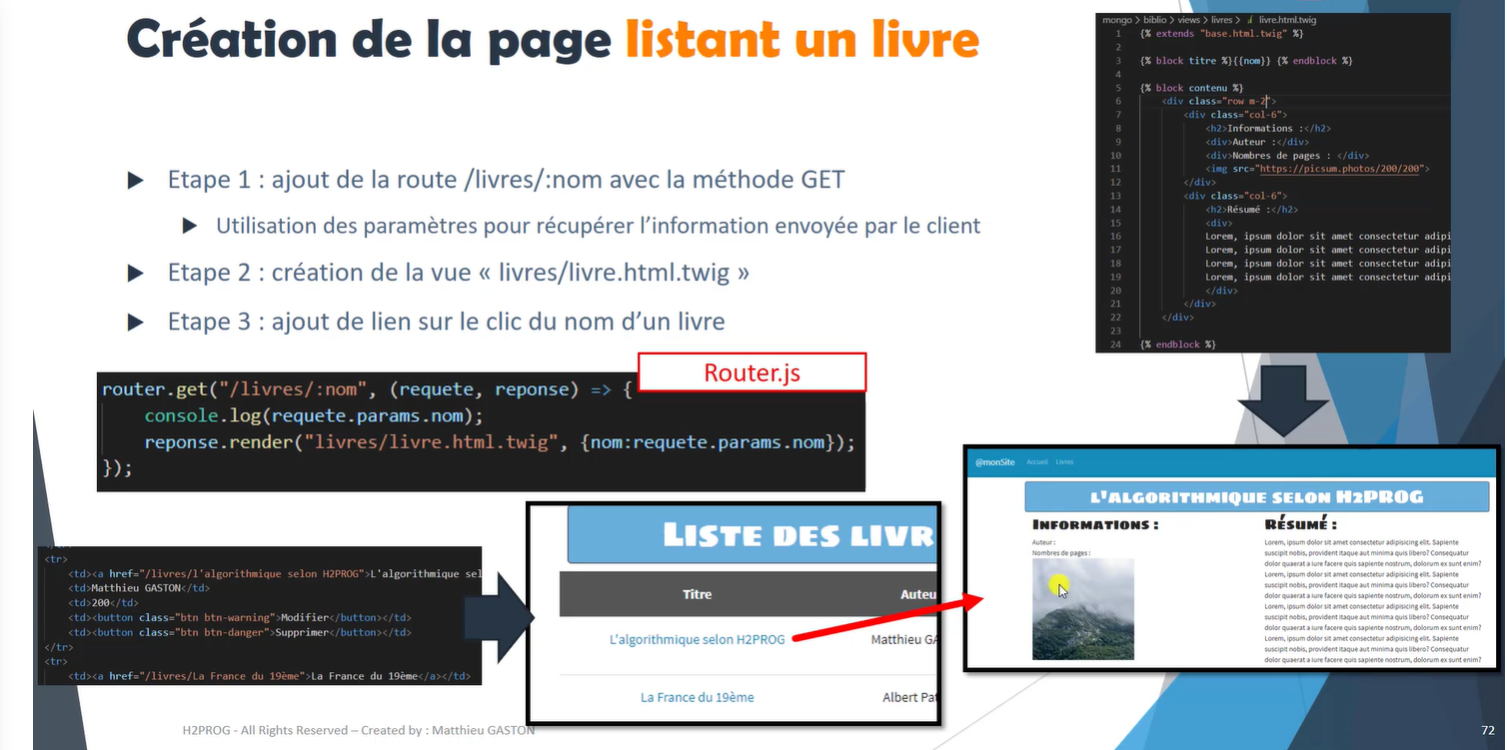 Création de la page listant un livre
Etape 1 : ajout de la route /livres/:nom avec la méthode GET
Utilisation des paramètres pour récupérer l'information envoyée par le client
Etape 2 : création de la vue « livres/livre.html.twig »
Etape 3 : ajout de lien sur le clic du nom d'un livre
mongo > biblio > views > livres > livre.html.twig
1 {% extends "base.html.twig" %}
2
3 {% block titre %}{{nom}} {% endblock %}
4
5 {% block contenu %}
6 <div class="row m-2">
7 <div class="col-6">
8 <h2>Informations :</h2>
9 <div>Auteur :</div>
10 <div>Nombres de pages : </div>
11 <img src="https://picsum.photos/200/200">
12 </div>
13 <div class="col-6">
14 <h2>Résumé :</h2>
15 <div>
16 Lorem, ipsum dolor sit amet consectetur adipi
17 Lorem, ipsum dolor sit amet consectetur adipi
18 Lorem, ipsum dolor sit amet consectetur adipi
19 Lorem, ipsum dolor sit amet consectetur adipi
20 </div>
21 </div>
22 </div>
23
24 {% endblock %}
Router.js
router.get("/livres/:nom", (requete, reponse) => {
console.log(requete.params.nom);
reponse.render("livres/livre.html.twig", {nom:requete.params.nom});
});
<tr>
<td><a href="/livres/l'algorithmique selon H2PROG">L'algorithmique sel
<td>Matthieu GASTON</td>
<td>200</td>
<td><button class="btn btn-warning">Modifier</button></td>
<td><button class="btn btn-danger">Supprimer</button></td>
</tr>
<tr>
<td><a href="/livres/La France du 19ème">La France du 19ème</a></td>
Liste des livr
Titre Auteu
L'algorithmique selon H2PROG Matthieu GA
La France du 19ème Albert Pat
@monSite Accueil Livres
L'algorithmique selon H2PROG
Informations :
Auteur :
Nombres de pages :
Résumé :
Lorem, ipsum dolor sit amet consectetur adipisicing elit. Sapiente
suscipit nobis, provident itaque aut minima quis libero? Consequatur
dolor quaerat a iure facere quis sapiente nostrum, dolorum ex sunt enim?
Lorem, ipsum dolor sit amet consectetur adipisicing elit. Sapiente
suscipit nobis, provident itaque aut minima quis libero? Consequatur
dolor quaerat a iure facere quis sapiente nostrum, dolorum ex sunt enim?
Lorem, ipsum dolor sit amet consectetur adipisicing elit. Sapiente
suscipit nobis, provident itaque aut minima quis libero? Consequatur
dolor quaerat a iure facere quis sapiente nostrum, dolorum ex sunt enim?
Lorem, ipsum dolor sit amet consectetur adipisicing elit. Sapiente
suscipit nobis, provident itaque aut minima quis libero? Consequatur
dolor quaerat a iure facere quis sapiente nostrum, dolorum ex sunt enim?
H2PROG - All Rights Reserved – Created by : Matthieu GASTON
72